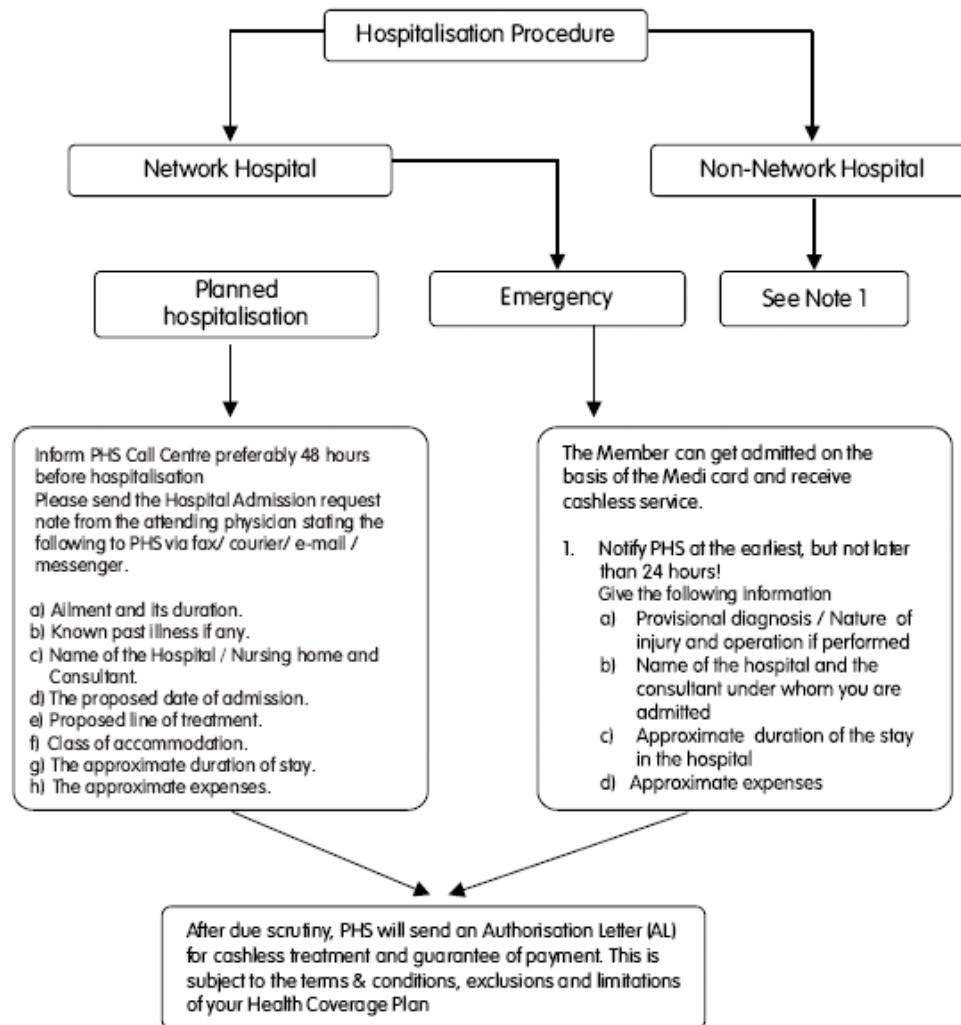 Hospitalisation Procedure
Network Hospital
Non-Network Hospital
Planned
hospitalisation
Emergency
See Note 1
Inform PHS Call Centre preferably 48 hours
before hospitalisation
Please send the Hospital Admission request
note from the attending physician stating the
following to PHS via fax/ courier/ e-mail /
messenger.
a) Ailment and its duration.
b) Known past illness if any.
c) Name of the Hospital / Nursing home and
Consultant.
d) The proposed date of admission.
e) Proposed line of treatment.
f) Class of accommodation.
g) The approximate duration of stay.
h) The approximate expenses.
The Member can get admitted on the
basis of the Medi card and receive
cashless service.
1. Notify PHS at the earliest, but not later
than 24 hours!
Give the following information
a) Provisional diagnosis / Nature of
injury and operation if performed
b) Name of the hospital and the
consultant under whom you are
admitted
c) Approximate duration of the stay
in the hospital
d) Approximate expenses
After due scrutiny, PHS will send an Authorisation Letter (AL)
for cashless treatment and guarantee of payment. This is
subject to the terms & conditions, exclusions and limitations
of your Health Coverage Plan